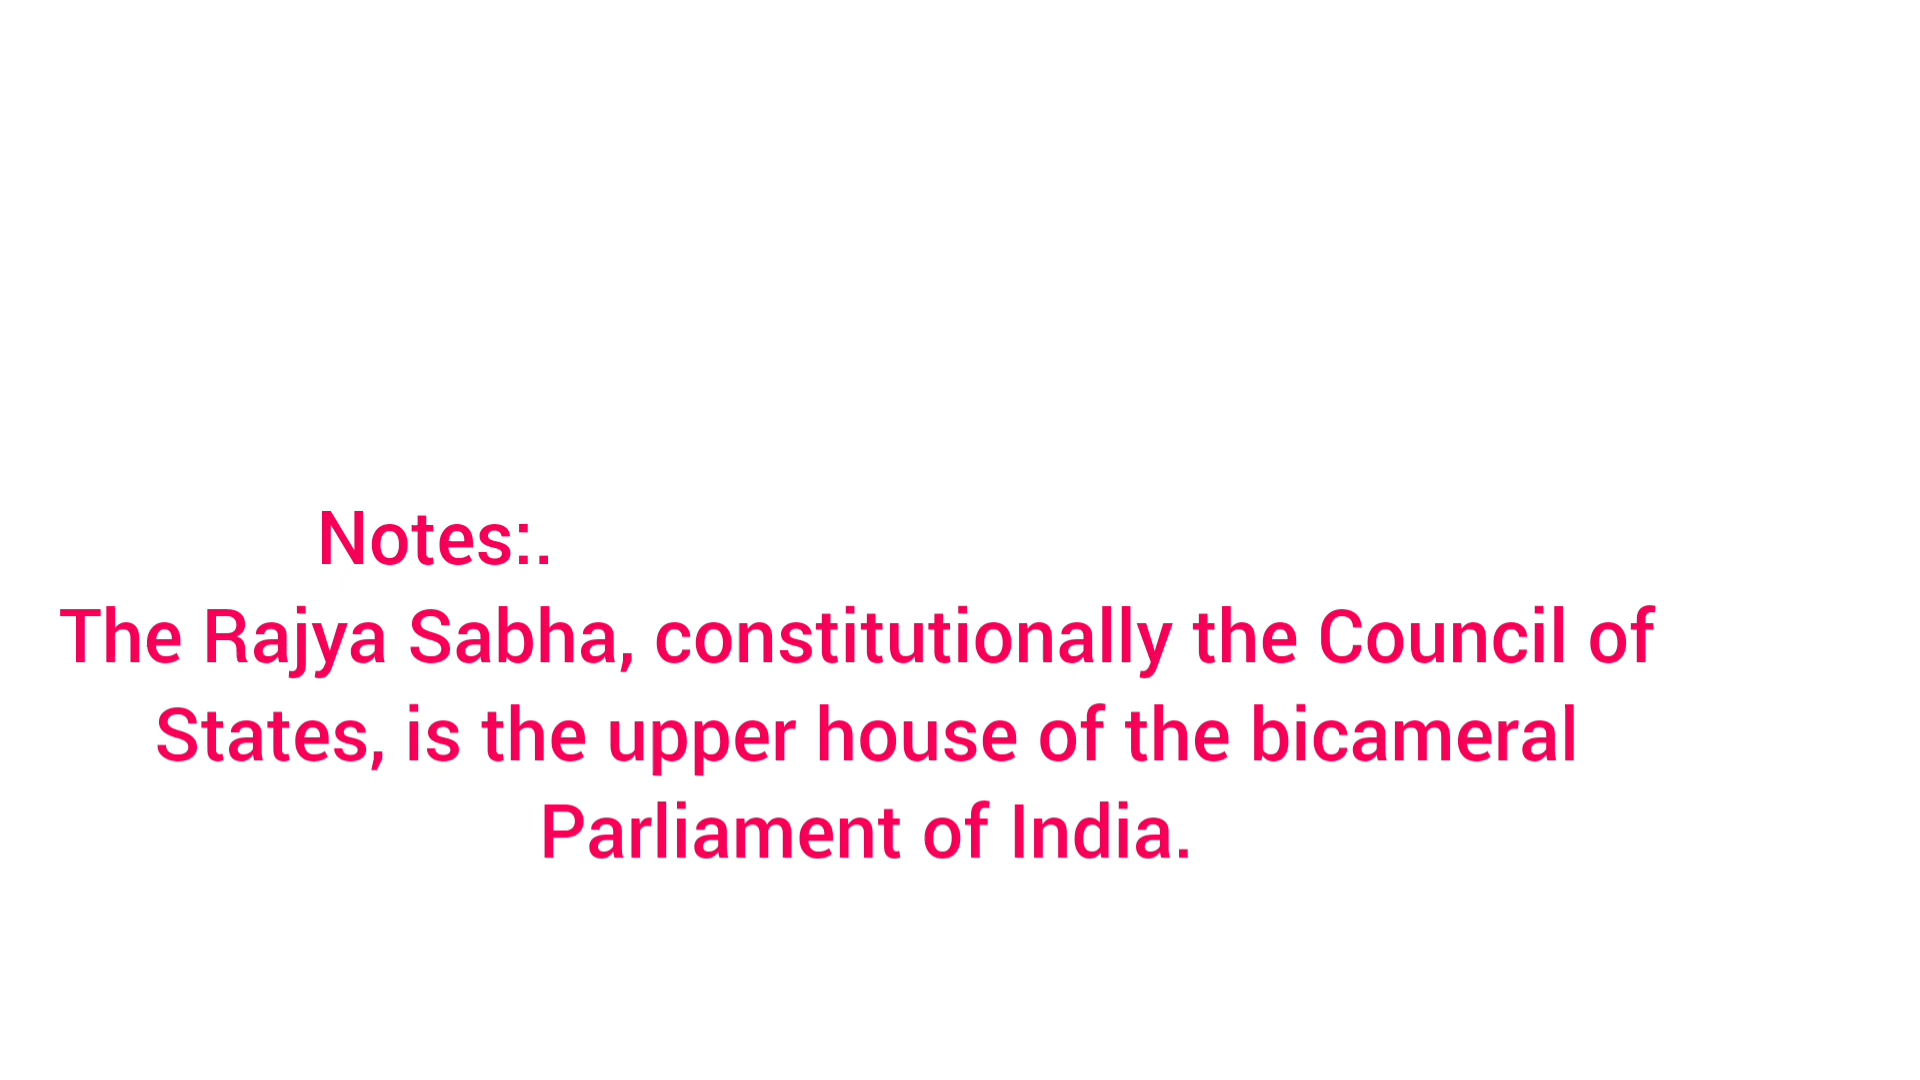 Notes:.
The Rajya Sabha, constitutionally the Council of
States, is the upper house of the bicameral
Parliament of India.